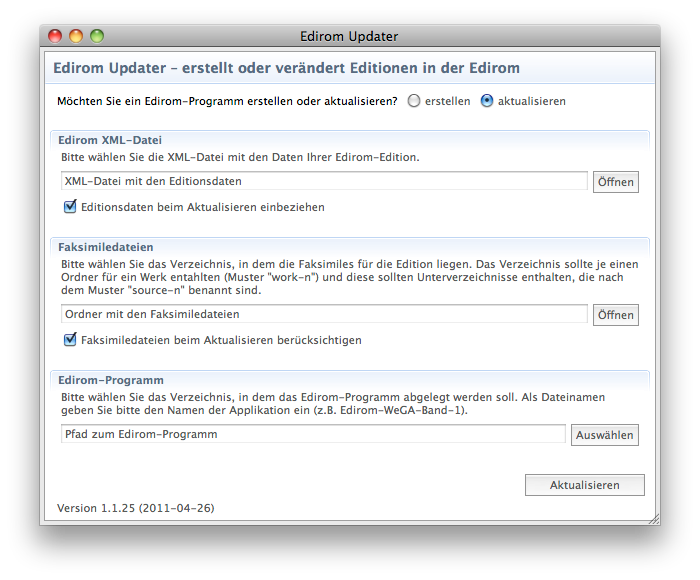 Edirom Updater
Edirom Updater – erstellt oder verändert Editionen in der Edirom
Möchten Sie ein Edirom-Programm erstellen oder aktualisieren? erstellen aktualisieren
Edirom XML-Datei
Bitte wählen Sie die XML-Datei mit den Daten Ihrer Edirom-Edition.
XML-Datei mit den Editionsdaten Öffnen
Editionsdaten beim Aktualisieren einbeziehen
Faksimiledateien
Bitte wählen Sie das Verzeichnis, in dem die Faksimiles für die Edition liegen. Das Verzeichnis sollte je einen
Ordner für ein Werk entahlten (Muster "work-n") und diese sollten Unterverzeichnisse enthalten, die nach
dem Muster "source-n" benannt sind.
Ordner mit den Faksimiledateien Öffnen
Faksimiledateien beim Aktualisieren berücksichtigen
Edirom-Programm
Bitte wählen Sie das Verzeichnis, in dem das Edirom-Programm abgelegt werden soll. Als Dateinamen
geben Sie bitte den Namen der Applikation ein (z.B. Edirom-WeGA-Band-1).
Pfad zum Edirom-Programm Auswählen
Aktualisieren
Version 1.1.25 (2011-04-26)